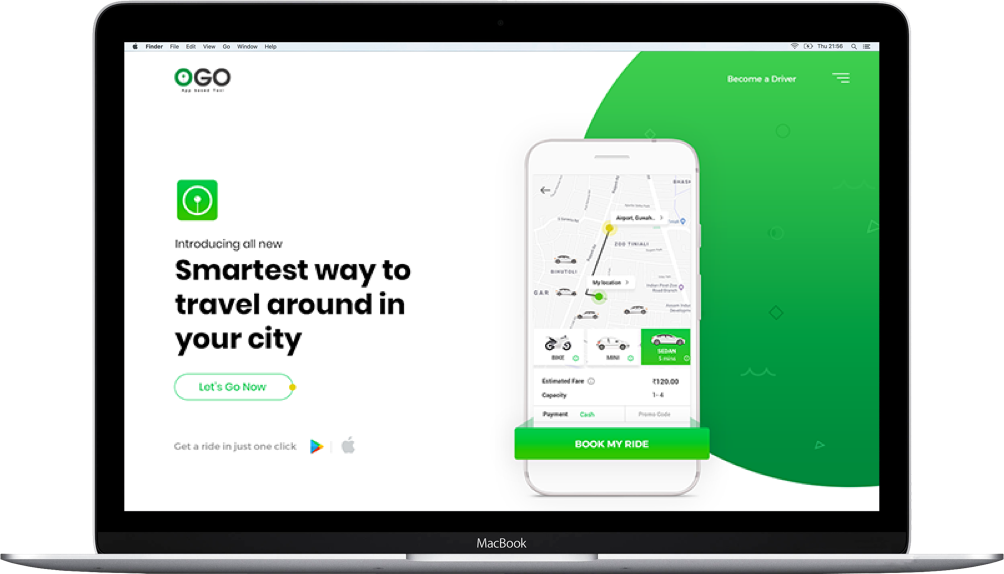 Finder File Edit View Go Window Help
Thu 21:56
OGO
App based Taxi
Become a Driver
Introducing all new
Smartest way to
travel around in
your city
Let's Go Now
Get a ride in just one click
Airport, Guwah..
ZOO TINIALI
My location
BIKE
MINI
SEDAN
5 mins
Estimated Fare
₹120.00
Capacity
1- 4
Payment
Cash
Promo Code
BOOK MY RIDE
MacBook